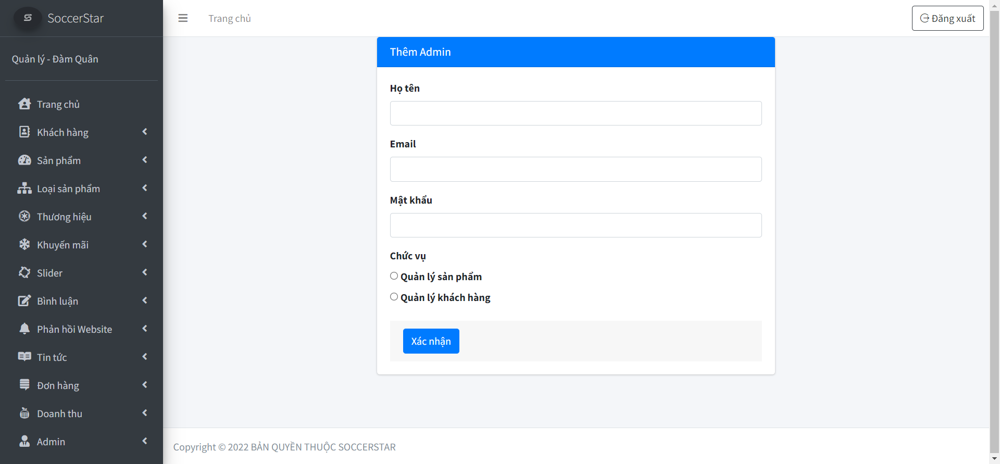 SoccerStar
Trang chủ
Đăng xuất
Quản lý - Đàm Quân
Trang chủ
Khách hàng
Sản phẩm
Loại sản phẩm
Thương hiệu
Khuyến mãi
Slider
Bình luận
Phản hồi Website
Tin tức
Đơn hàng
Doanh thu
Admin
Thêm Admin
Họ tên
Email
Mật khẩu
Chức vụ
Quản lý sản phẩm
Quản lý khách hàng
Xác nhận
Copyright © 2022 BẢN QUYỀN THUỘC SOCCERSTAR